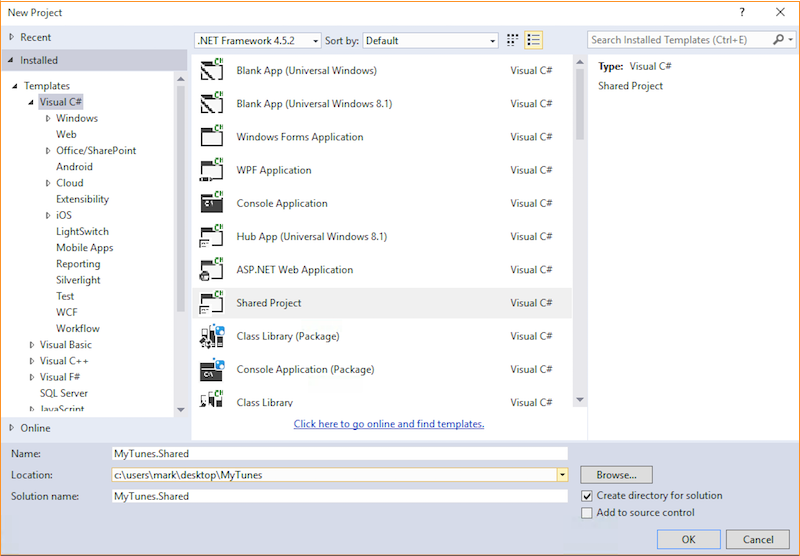 New Project
?
Recent
.NET Framework 4.5.2
Sort by: Default
Search Installed Templates (Ctrl+E)
Installed
Templates
Visual C#
Windows
Web
Office/SharePoint
Android
Cloud
Extensibility
iOS
LightSwitch
Mobile Apps
Reporting
Silverlight
Test
WCF
Workflow
Visual Basic
Visual C++
Visual F#
SQL Server
JavaScript
Online
Blank App (Universal Windows) Visual C#
Blank App (Universal Windows 8.1) Visual C#
Windows Forms Application Visual C#
WPF Application Visual C#
Console Application Visual C#
Hub App (Universal Windows 8.1) Visual C#
ASP.NET Web Application Visual C#
Shared Project Visual C#
Class Library (Package) Visual C#
Console Application (Package) Visual C#
Class Library Visual C#
Click here to go online and find templates.
Type: Visual C#
Shared Project
Name: MyTunes.Shared
Location: c:\users\mark\desktop\MyTunes
Browse...
Solution name: MyTunes.Shared
Create directory for solution
Add to source control
OK
Cancel